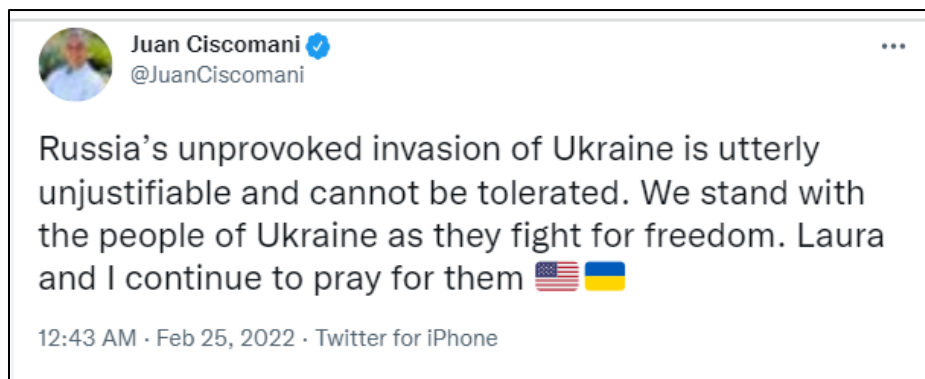 Juan Ciscomani
@JuanCiscomani
Russia’s unprovoked invasion of Ukraine is utterly
unjustifiable and cannot be tolerated. We stand with
the people of Ukraine as they fight for freedom. Laura
and I continue to pray for them 🇺🇸🇺🇦
12:43 AM · Feb 25, 2022 · Twitter for iPhone